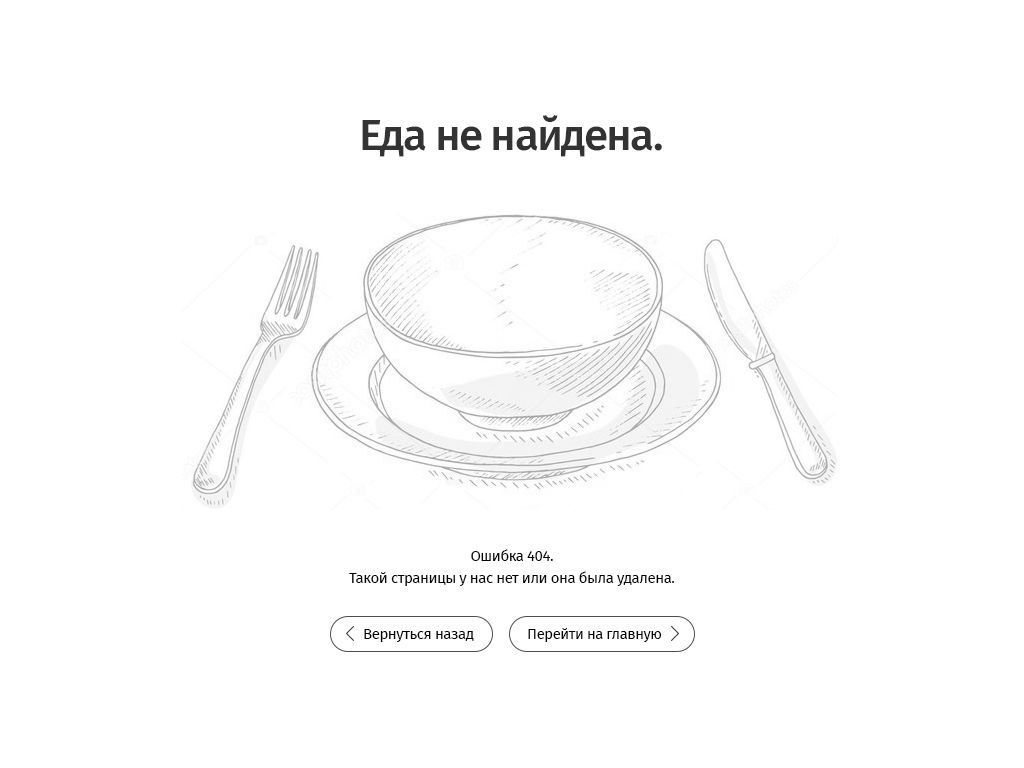 Еда не найдена.
Ошибка 404.
Такой страницы у нас нет или она была удалена.
Вернуться назад
Перейти на главную